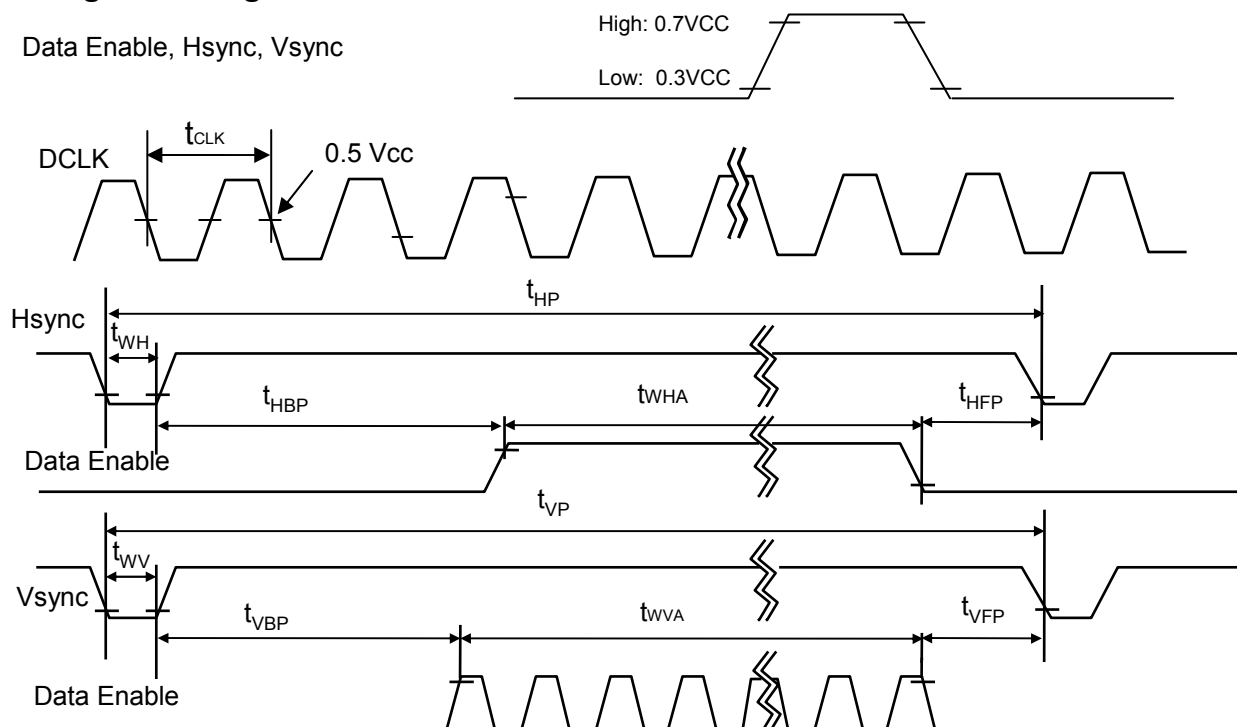 Data Enable, Hsync, Vsync
High: 0.7VCC
Low: 0.3VCC
tCLK
DCLK
0.5 Vcc
tHP
Hsync
tWH
tHBP
tWHA
tHFP
Data Enable
tVP
tWV
Vsync
tVBP
tWVA
tVFP
Data Enable